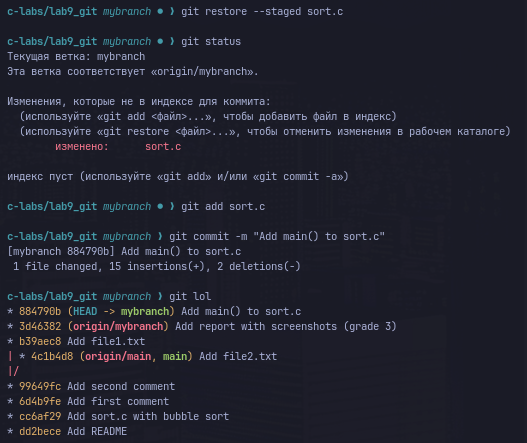 c-labs/lab9_git mybranch ● ❯ git restore --staged sort.c
c-labs/lab9_git mybranch ● ❯ git status
Текущая ветка: mybranch
Эта ветка соответствует «origin/mybranch».
Изменения, которые не в индексе для коммита:
(используйте «git add <файл>...», чтобы добавить файл в индекс)
(используйте «git restore <файл>...», чтобы отменить изменения в рабочем каталоге)
изменено: sort.c
индекс пуст (используйте «git add» и/или «git commit -a»)
c-labs/lab9_git mybranch ● ❯ git add sort.c
c-labs/lab9_git mybranch ❯ git commit -m "Add main() to sort.c"
[mybranch 884790b] Add main() to sort.c
1 file changed, 15 insertions(+), 2 deletions(-)
c-labs/lab9_git mybranch ❯ git lol
* 884790b (HEAD -> mybranch) Add main() to sort.c
* 3d46382 (origin/mybranch) Add report with screenshots (grade 3)
* b39aec8 Add file1.txt
| * 4c1b4d8 (origin/main, main) Add file2.txt
|/
* 99649fc Add second comment
* 6d4b9fe Add first comment
* cc6af29 Add sort.c with bubble sort
* dd2bece Add README